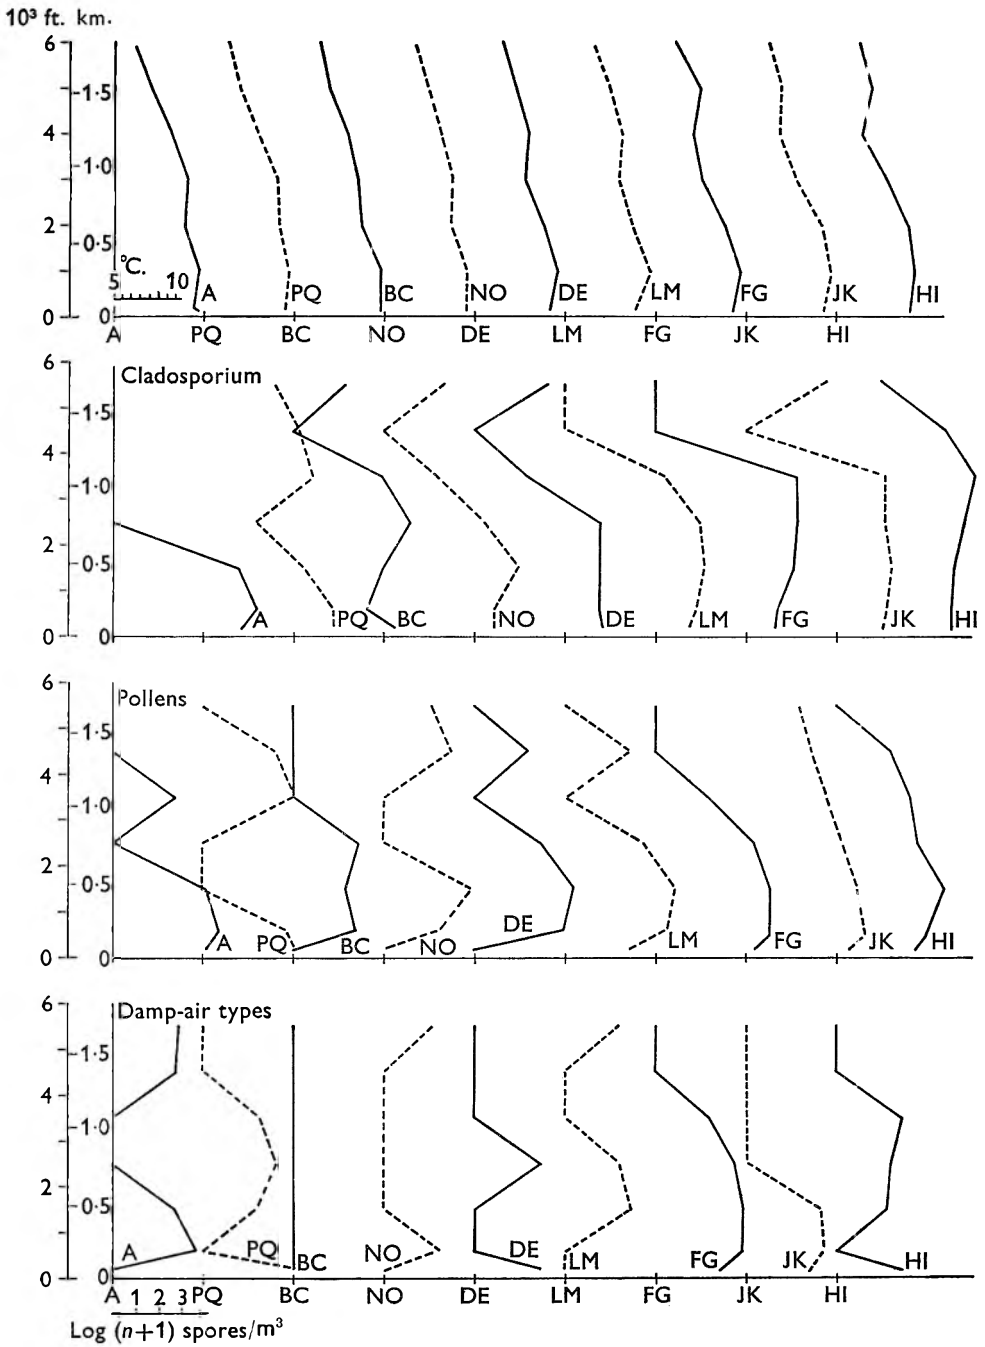 10³ ft. km.
6
1·5
4
1·0
2
0·5
°C.
5 10
A PQ BC NO DE LM FG JK HI
0 0
A PQ BC NO DE LM FG JK HI
6
Cladosporium
1·5
4
1·0
2
0·5
A PQ BC NO DE LM FG JK HI
0 0
6
Pollens
1·5
4
1·0
2
0·5
A PQ BC NO DE LM FG JK HI
0 0
6
Damp-air types
1·5
4
1·0
2
0·5
A PQ BC NO DE LM FG JK HI
0 0
A 1 2 3 PQ BC NO DE LM FG JK HI
Log (n+1) spores/m³